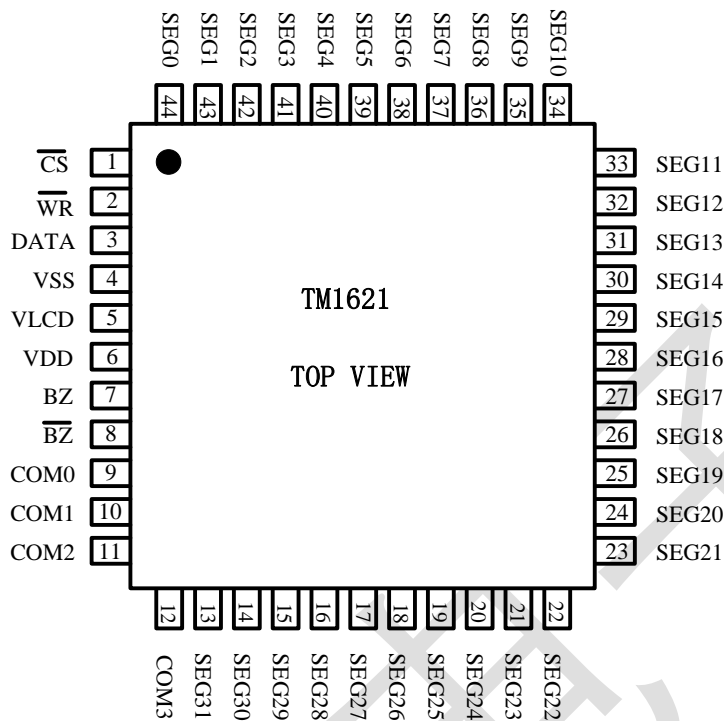 SEG0 SEG1 SEG2 SEG3 SEG4 SEG5 SEG6 SEG7 SEG8 SEG9 SEG10
44 43 42 41 40 39 38 37 36 35 34
C̅S̅ 1 33 SEG11
W̅R̅ 2 32 SEG12
DATA 3 31 SEG13
VSS 4 30 SEG14
VLCD 5 29 SEG15
VDD 6 28 SEG16
BZ 7 27 SEG17
B̅Z̅ 8 26 SEG18
COM0 9 25 SEG19
COM1 10 24 SEG20
COM2 11 23 SEG21
TM1621
TOP VIEW
12 13 14 15 16 17 18 19 20 21 22
COM3 SEG31 SEG30 SEG29 SEG28 SEG27 SEG26 SEG25 SEG24 SEG23 SEG22